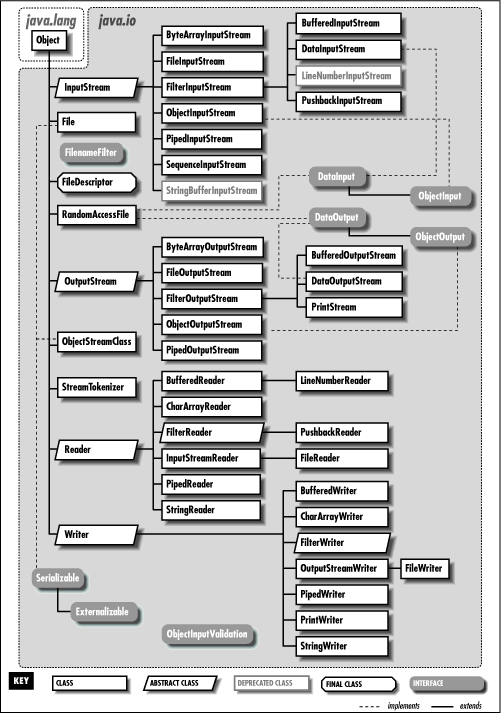 java.lang
java.io
Object
ByteArrayInputStream
FileInputStream
FilterInputStream
ObjectInputStream
PipedInputStream
SequenceInputStream
StringBufferInputStream
BufferedInputStream
DataInputStream
LineNumberInputStream
PushbackInputStream
InputStream
File
FilenameFilter
FileDescriptor
RandomAccessFile
DataInput
ObjectInput
DataOutput
ObjectOutput
ByteArrayOutputStream
FileOutputStream
FilterOutputStream
ObjectOutputStream
PipedOutputStream
BufferedOutputStream
DataOutputStream
PrintStream
OutputStream
ObjectStreamClass
StreamTokenizer
BufferedReader
LineNumberReader
CharArrayReader
FilterReader
PushbackReader
Reader
InputStreamReader
FileReader
PipedReader
StringReader
BufferedWriter
CharArrayWriter
Writer
FilterWriter
OutputStreamWriter
FileWriter
PipedWriter
PrintWriter
StringWriter
Serializable
Externalizable
ObjectInputValidation
KEY
CLASS
ABSTRACT CLASS
DEPRECATED CLASS
FINAL CLASS
INTERFACE
implements
extends